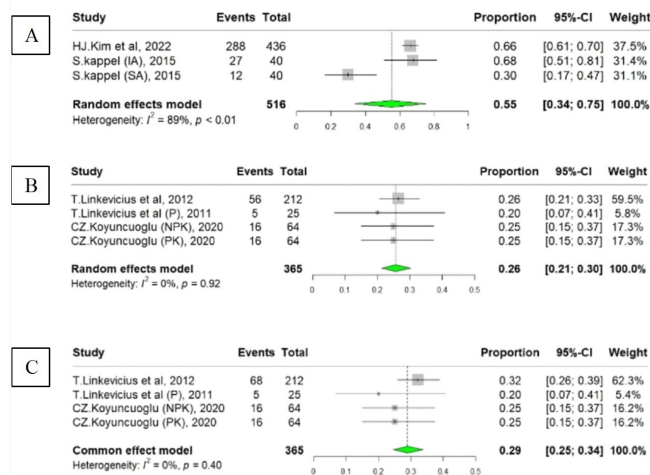 A
Study Events Total Proportion 95%-CI Weight
HJ.Kim et al, 2022 288 436 0.66 [0.61; 0.70] 37.5%
S.kappel (IA), 2015 27 40 0.68 [0.51; 0.81] 31.4%
S.kappel (SA), 2015 12 40 0.30 [0.17; 0.47] 31.1%
Random effects model 516 0.55 [0.34; 0.75] 100.0%
Heterogeneity: I² = 89%, p < 0.01
0 0.2 0.4 0.6 0.8 1
B
Study Events Total Proportion 95%-CI Weight
T.Linkevicius et al, 2012 56 212 0.26 [0.21; 0.33] 59.5%
T.Linkevicius et al (P), 2011 5 25 0.20 [0.07; 0.41] 5.8%
CZ.Koyuncuoglu (NPK), 2020 16 64 0.25 [0.15; 0.37] 17.3%
CZ.Koyuncuoglu (PK), 2020 16 64 0.25 [0.15; 0.37] 17.3%
Random effects model 365 0.26 [0.21; 0.30] 100.0%
Heterogeneity: I² = 0%, p = 0.92
0 0.1 0.2 0.3 0.4 0.5
C
Study Events Total Proportion 95%-CI Weight
T.Linkevicius et al, 2012 68 212 0.32 [0.26; 0.39] 62.3%
T.Linkevicius et al (P), 2011 5 25 0.20 [0.07; 0.41] 5.4%
CZ.Koyuncuoglu (NPK), 2020 16 64 0.25 [0.15; 0.37] 16.2%
CZ.Koyuncuoglu (PK), 2020 16 64 0.25 [0.15; 0.37] 16.2%
Common effect model 365 0.29 [0.25; 0.34] 100.0%
Heterogeneity: I² = 0%, p = 0.40
0 0.1 0.2 0.3 0.4 0.5